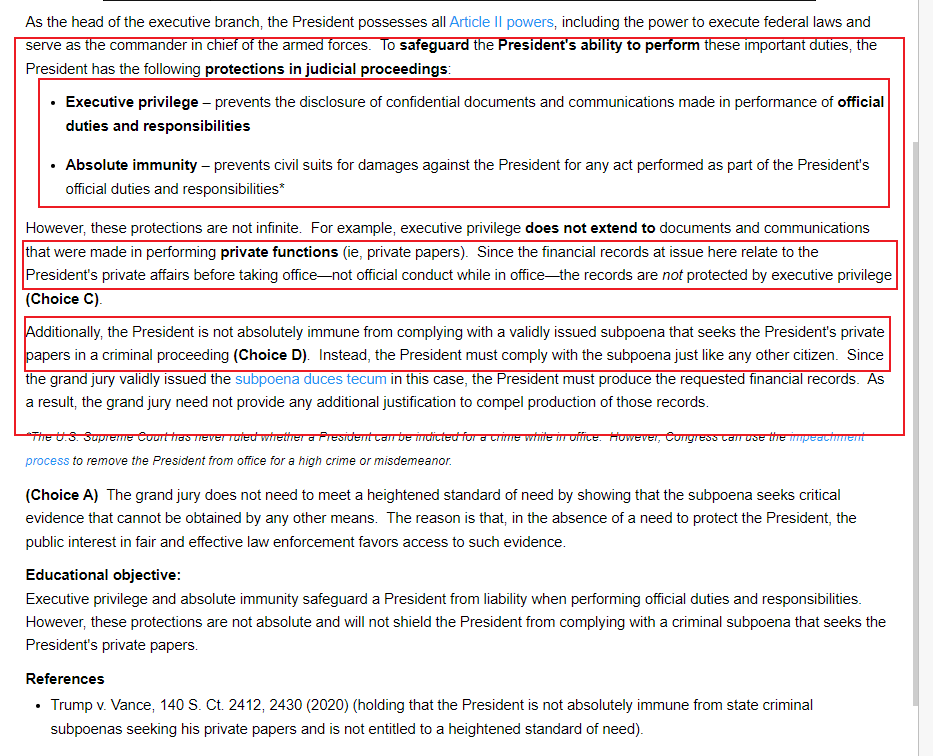 As the head of the executive branch, the President possesses all Article II powers, including the power to execute federal laws and
serve as the commander in chief of the armed forces.  To safeguard the President's ability to perform these important duties, the
President has the following protections in judicial proceedings:
• Executive privilege – prevents the disclosure of confidential documents and communications made in performance of official
duties and responsibilities
• Absolute immunity – prevents civil suits for damages against the President for any act performed as part of the President's
official duties and responsibilities*
However, these protections are not infinite.  For example, executive privilege does not extend to documents and communications
that were made in performing private functions (ie, private papers).  Since the financial records at issue here relate to the
President's private affairs before taking office—not official conduct while in office—the records are not protected by executive privilege
(Choice C).
Additionally, the President is not absolutely immune from complying with a validly issued subpoena that seeks the President's private
papers in a criminal proceeding (Choice D).  Instead, the President must comply with the subpoena just like any other citizen.  Since
the grand jury validly issued the subpoena duces tecum in this case, the President must produce the requested financial records.  As
a result, the grand jury need not provide any additional justification to compel production of those records.
*The U.S. Supreme Court has never ruled whether a President can be indicted for a crime while in office.  However, Congress can use the impeachment
process to remove the President from office for a high crime or misdemeanor.
(Choice A)  The grand jury does not need to meet a heightened standard of need by showing that the subpoena seeks critical
evidence that cannot be obtained by any other means.  The reason is that, in the absence of a need to protect the President, the
public interest in fair and effective law enforcement favors access to such evidence.
Educational objective:
Executive privilege and absolute immunity safeguard a President from liability when performing official duties and responsibilities.
However, these protections are not absolute and will not shield the President from complying with a criminal subpoena that seeks the
President's private papers.
References
• Trump v. Vance, 140 S. Ct. 2412, 2430 (2020) (holding that the President is not absolutely immune from state criminal
subpoenas seeking his private papers and is not entitled to a heightened standard of need).